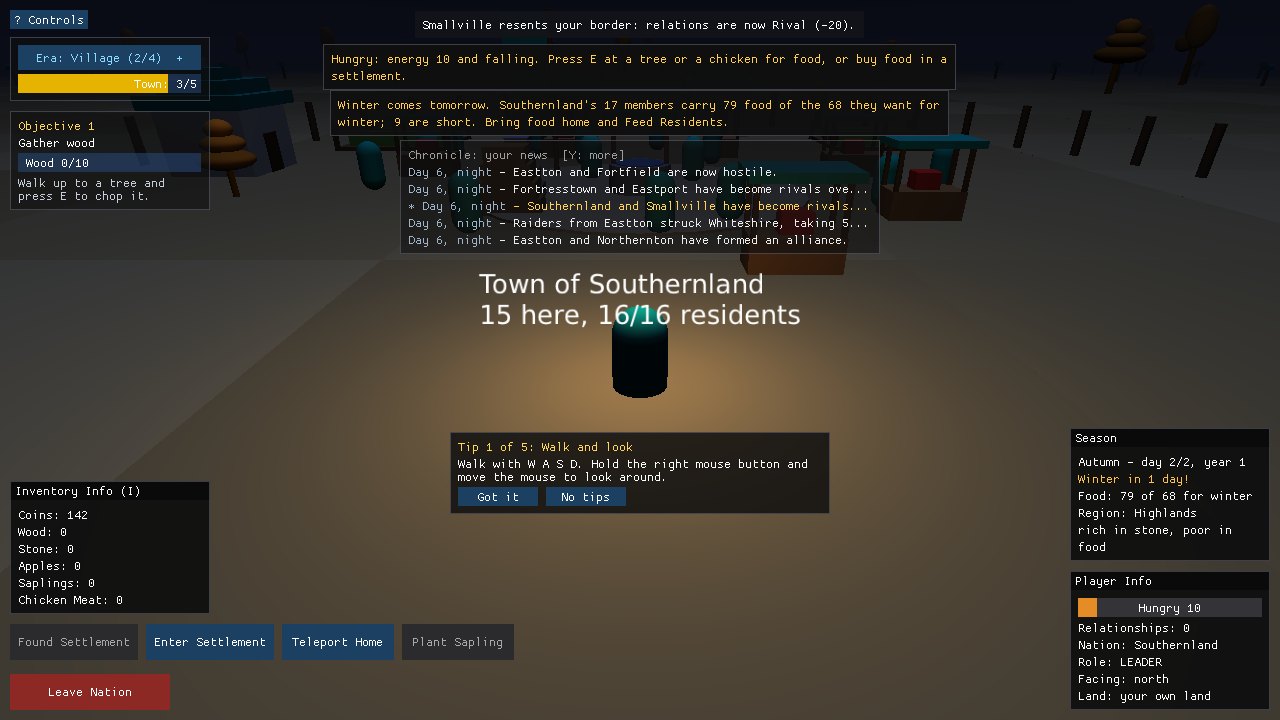 ? Controls
Smallville resents your border: relations are now Rival (-20).
Era: Village (2/4) +
Town: 3/5
Hungry: energy 10 and falling. Press E at a tree or a chicken for food, or buy food in a
settlement.
Winter comes tomorrow. Southernland's 17 members carry 79 food of the 68 they want for
winter; 9 are short. Bring food home and Feed Residents.
Objective 1
Gather wood
Wood 0/10
Walk up to a tree and
press E to chop it.
Chronicle: your news [Y: more]
Day 6, night - Easton and Fortfield are now hostile.
Day 6, night - Fortresstown and Eastport have become rivals ove...
* Day 6, night - Southernland and Smallville have become rivals...
Day 6, night - Raiders from Eastton struck Whiteshire, taking 5...
Day 6, night - Eastton and Northernton have formed an alliance.
Town of Southernland
15 here, 16/16 residents
Tip 1 of 5: Walk and look
Walk with W A S D. Hold the right mouse button and
move the mouse to look around.
Got it
No tips
Season
Autumn - day 2/2, year 1
Winter in 1 day!
Food: 79 of 68 for winter
Region: Highlands
rich in stone, poor in
food
Inventory Info (I)
Coins: 142
Wood: 0
Stone: 0
Apples: 0
Saplings: 0
Chicken Meat: 0
Player Info
Hungry 10
Relationships: 0
Nation: Southernland
Role: LEADER
Facing: north
Land: your own land
Found Settlement
Enter Settlement
Teleport Home
Plant Sapling
Leave Nation